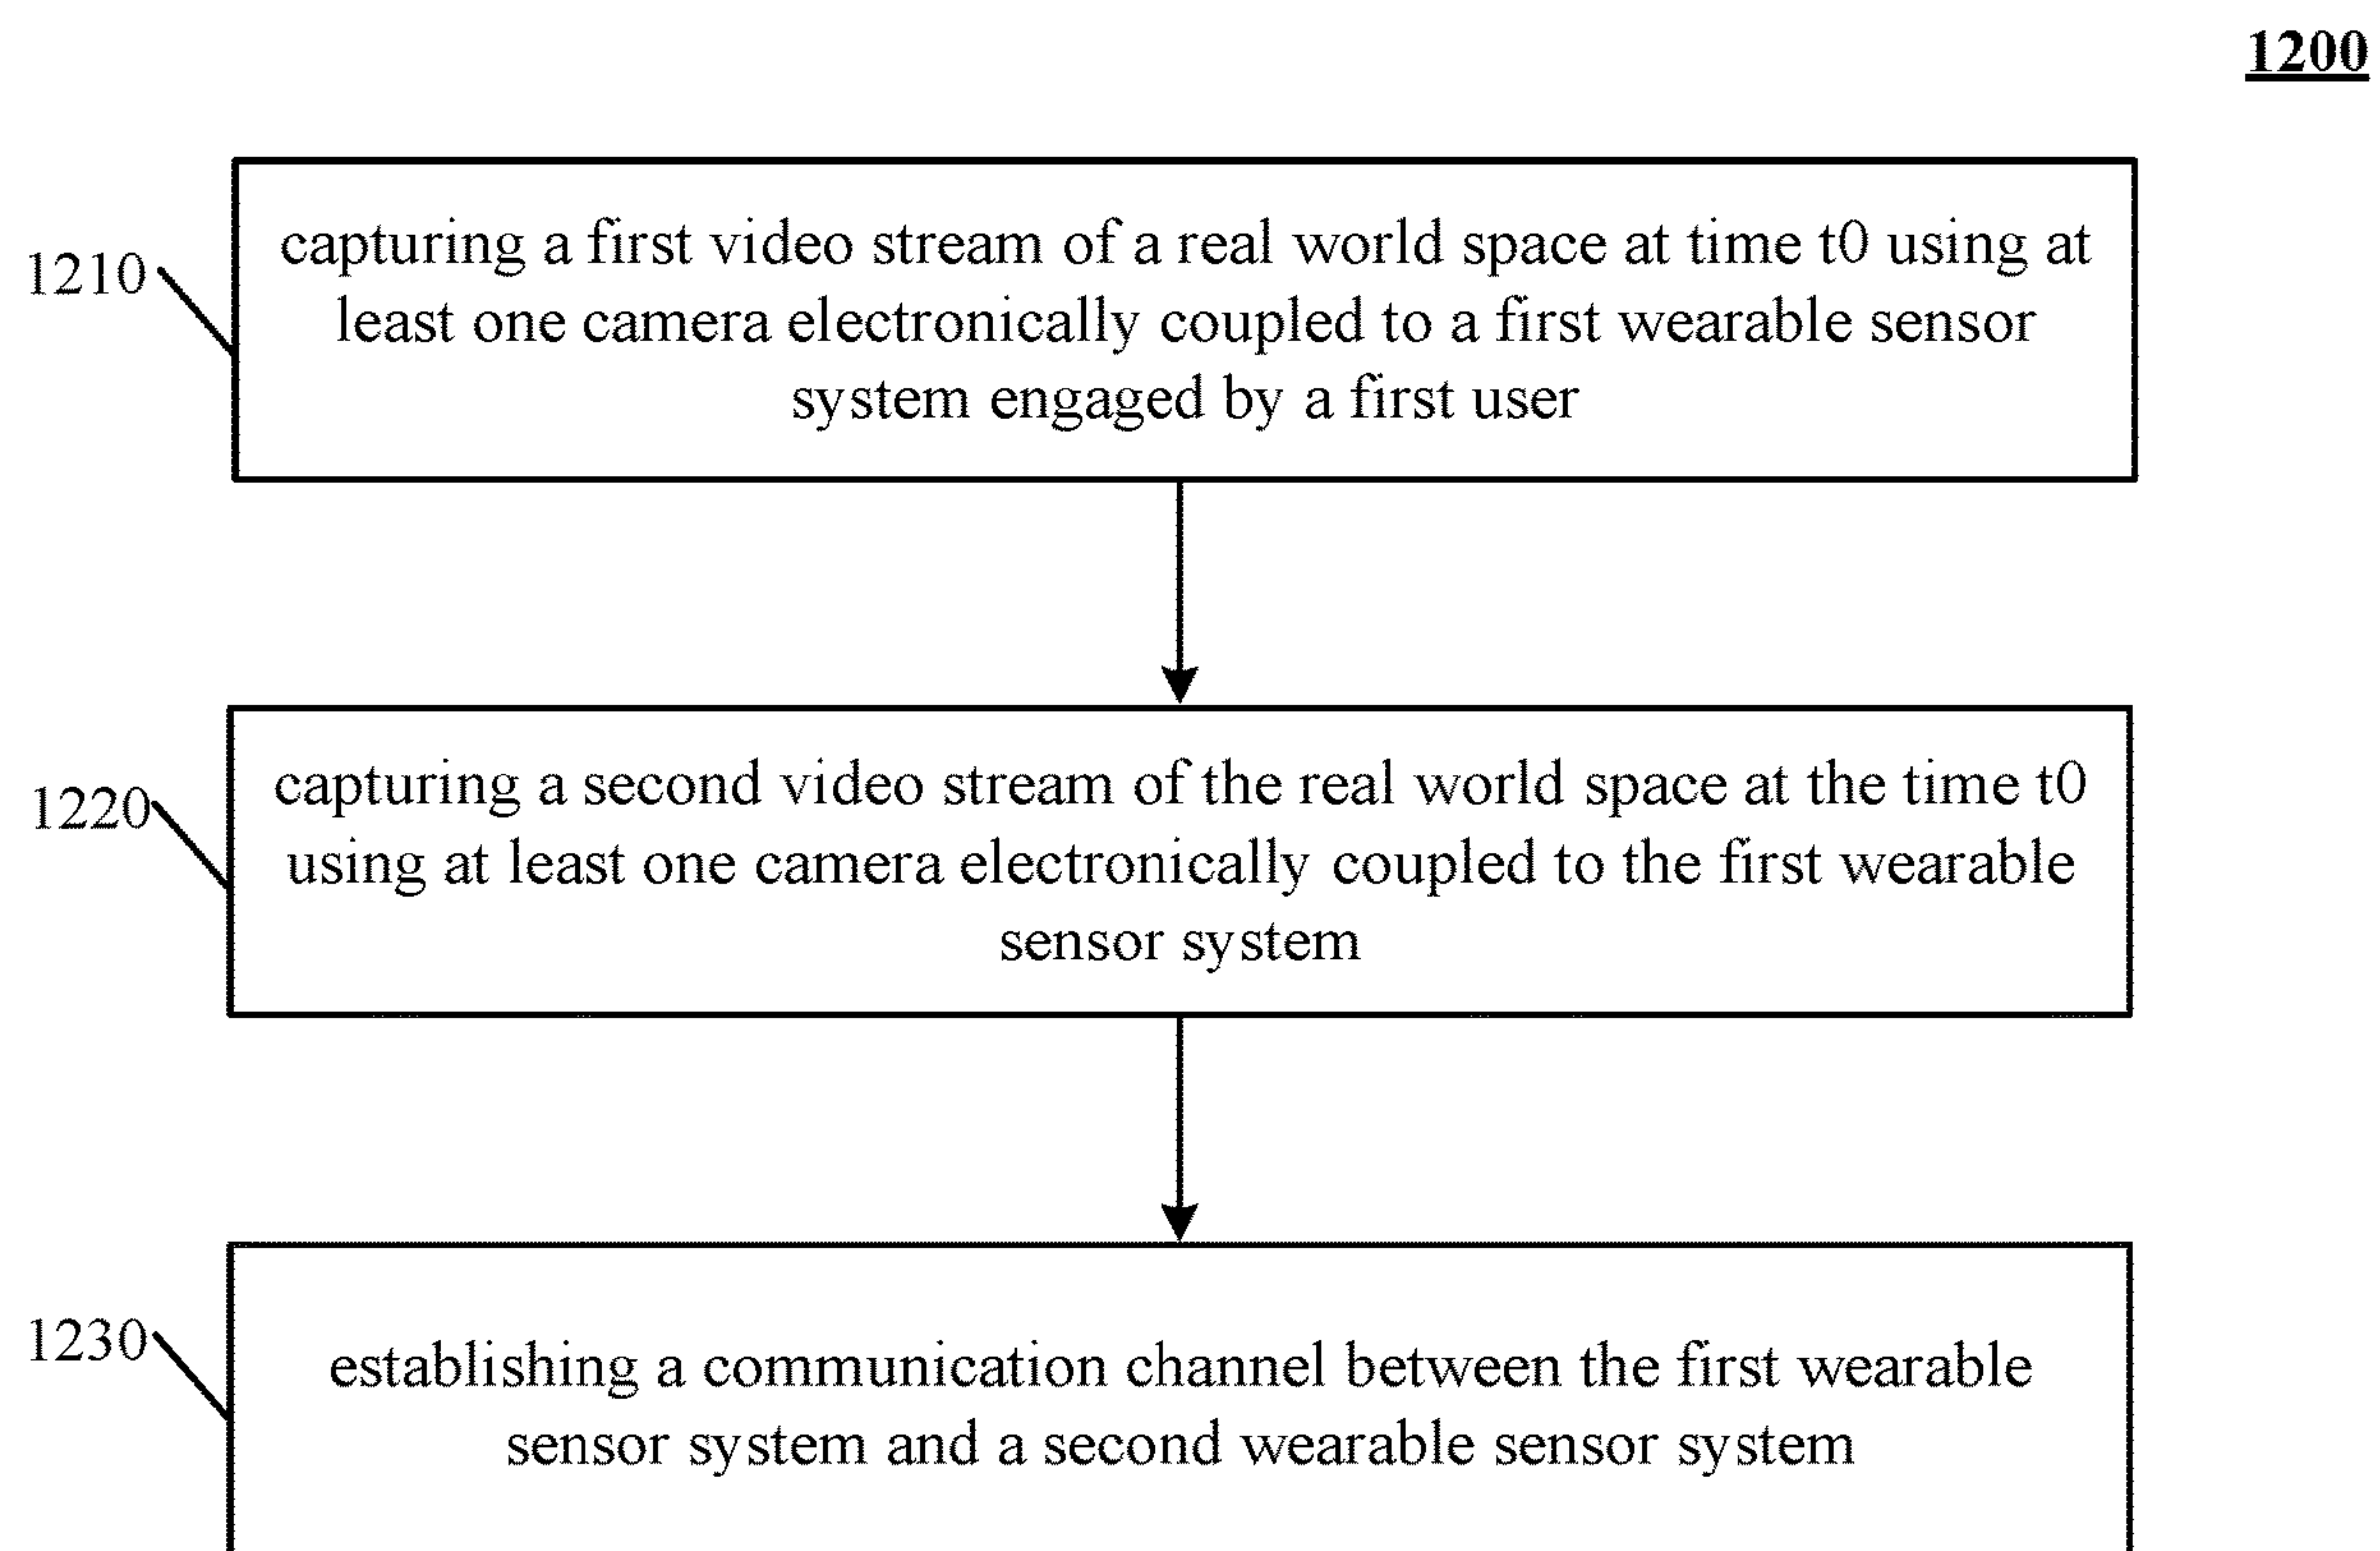 1200
1210
capturing a first video stream of a real world space at time t0 using at
least one camera electronically coupled to a first wearable sensor
system engaged by a first user
1220
capturing a second video stream of the real world space at the time t0
using at least one camera electronically coupled to the first wearable
sensor system
1230
establishing a communication channel between the first wearable
sensor system and a second wearable sensor system